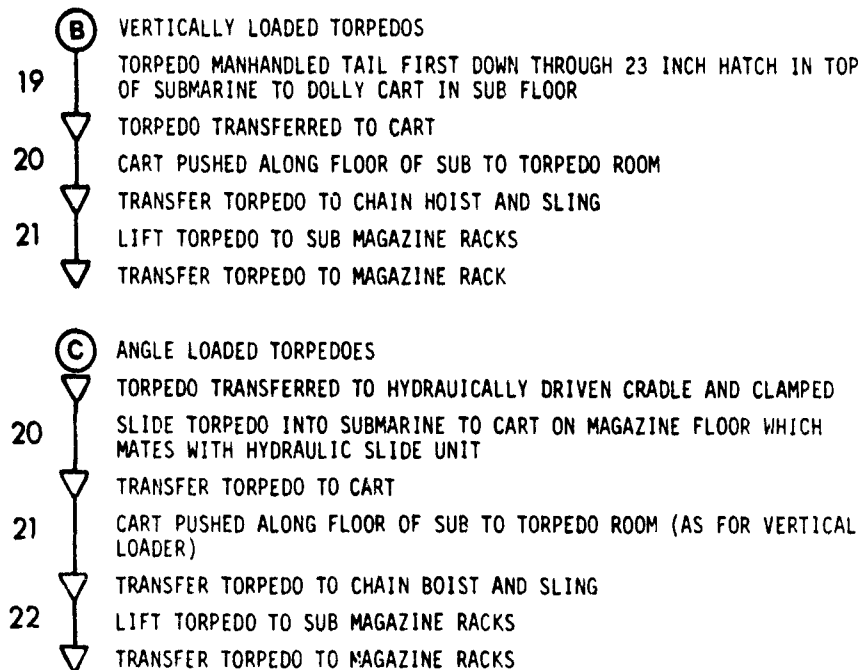 B VERTICALLY LOADED TORPEDOS
19 TORPEDO MANHANDLED TAIL FIRST DOWN THROUGH 23 INCH HATCH IN TOP
OF SUBMARINE TO DOLLY CART IN SUB FLOOR
TORPEDO TRANSFERRED TO CART
20 CART PUSHED ALONG FLOOR OF SUB TO TORPEDO ROOM
TRANSFER TORPEDO TO CHAIN HOIST AND SLING
21 LIFT TORPEDO TO SUB MAGAZINE RACKS
TRANSFER TORPEDO TO MAGAZINE RACK
C ANGLE LOADED TORPEDOES
TORPEDO TRANSFERRED TO HYDRAUICALLY DRIVEN CRADLE AND CLAMPED
20 SLIDE TORPEDO INTO SUBMARINE TO CART ON MAGAZINE FLOOR WHICH
MATES WITH HYDRAULIC SLIDE UNIT
TRANSFER TORPEDO TO CART
21 CART PUSHED ALONG FLOOR OF SUB TO TORPEDO ROOM (AS FOR VERTICAL
LOADER)
TRANSFER TORPEDO TO CHAIN BOIST AND SLING
22 LIFT TORPEDO TO SUB MAGAZINE RACKS
TRANSFER TORPEDO TO MAGAZINE RACKS